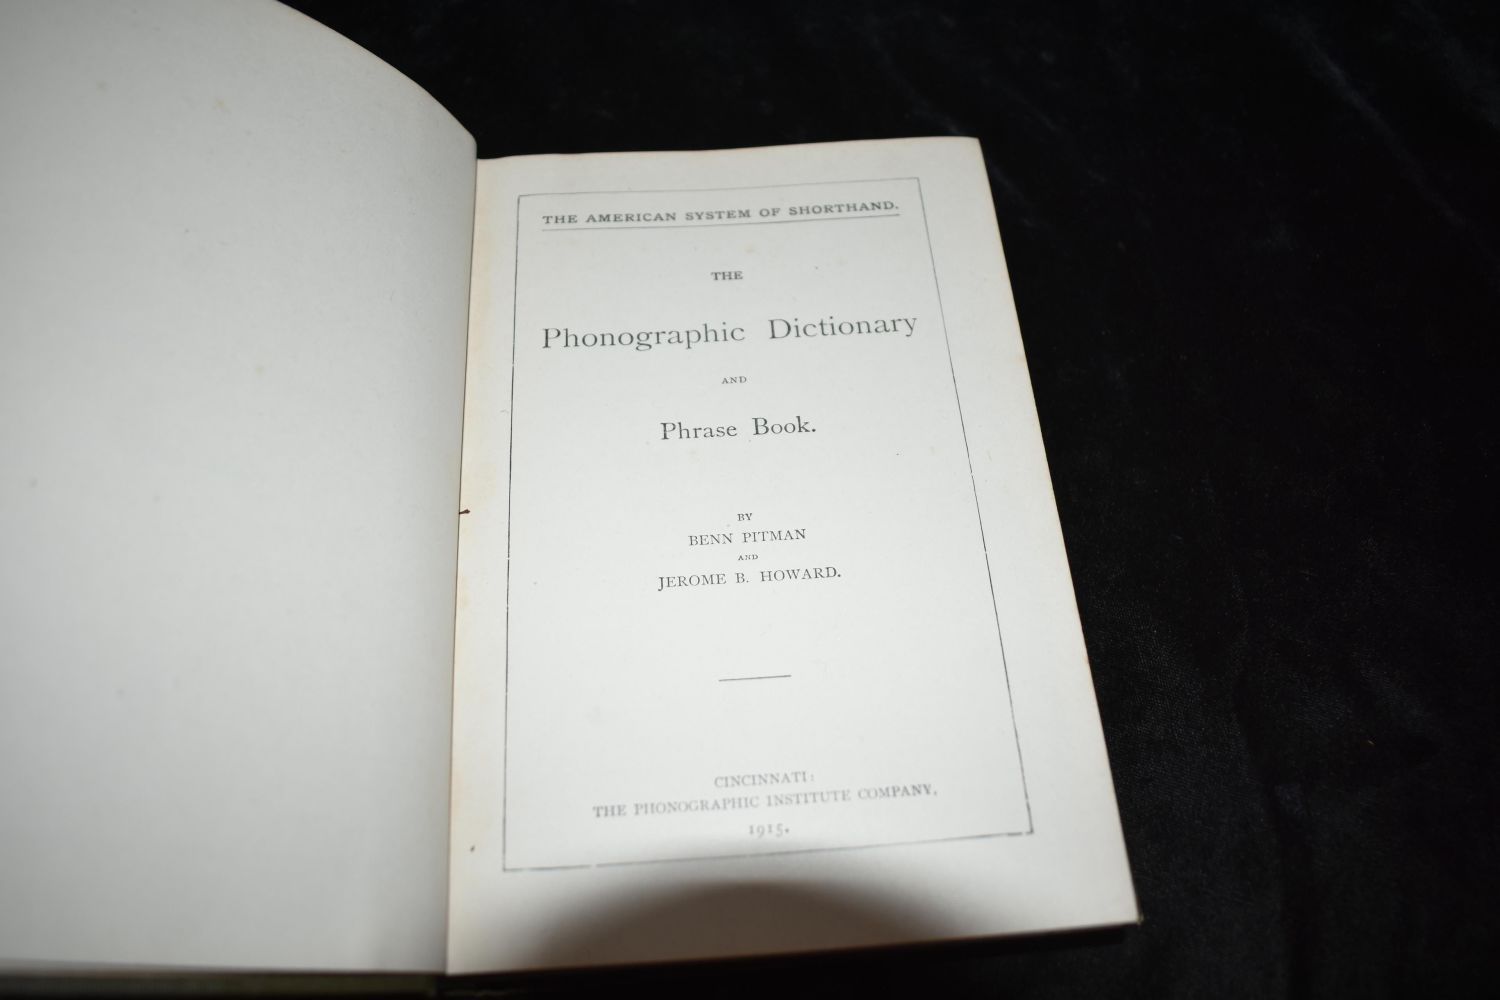 THE AMERICAN SYSTEM OF SHORTHAND.
THE
Phonographic Dictionary
AND
Phrase Book.
BY
BENN PITMAN
AND
JEROME B. HOWARD.
CINCINNATI:
THE PHONOGRAPHIC INSTITUTE COMPANY,
1915.